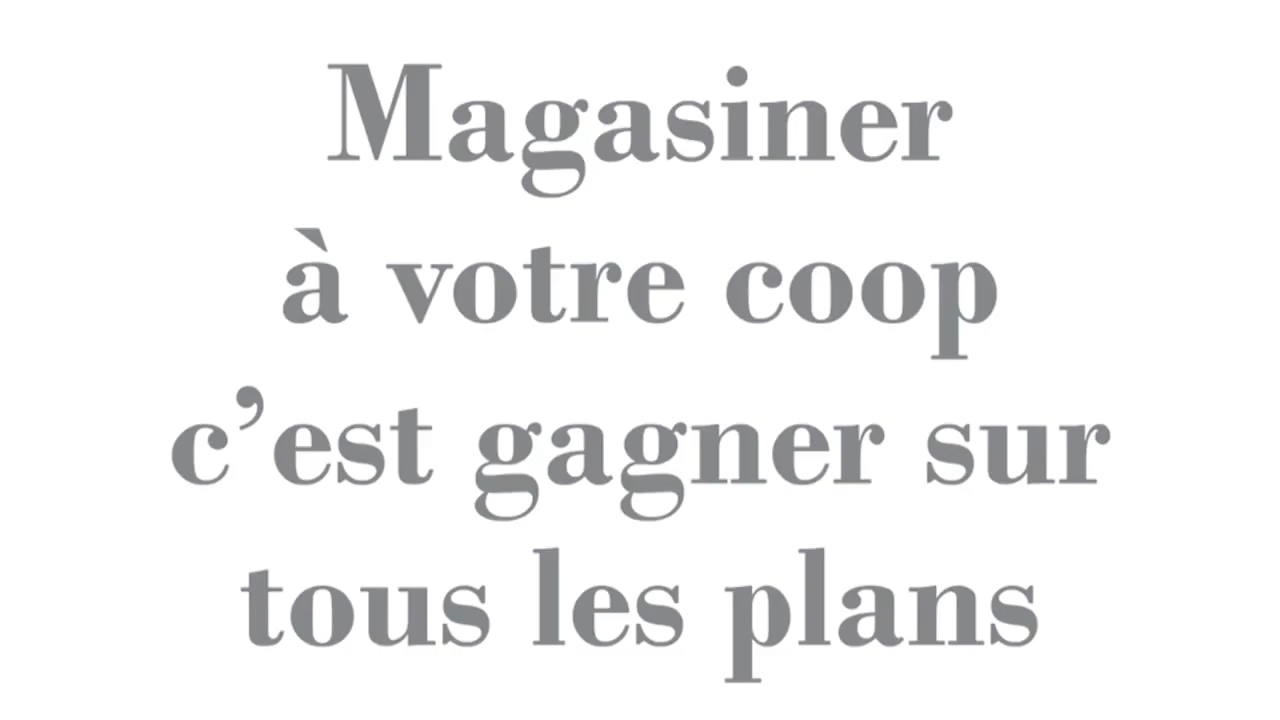 Magasiner
à votre coop
c’est gagner sur
tous les plans